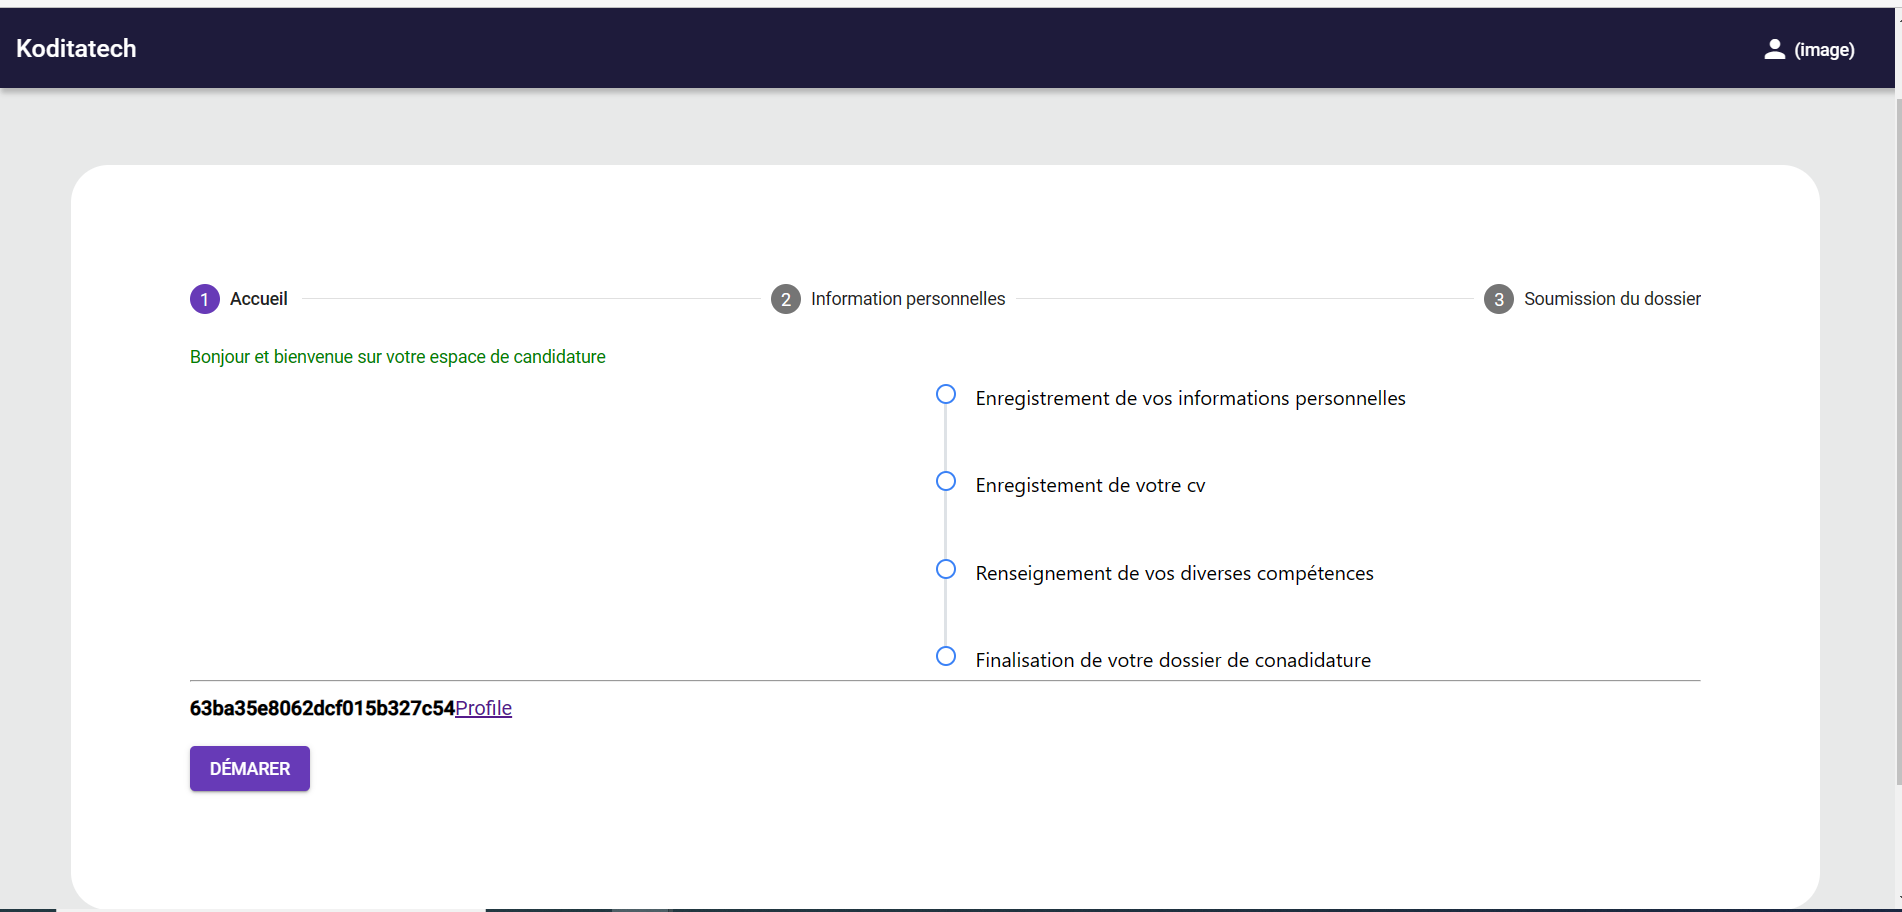 Koditatech
(image)
1 Accueil
2 Information personnelles
3 Soumission du dossier
Bonjour et bienvenue sur votre espace de candidature
Enregistrement de vos informations personnelles
Enregistement de votre cv
Renseignement de vos diverses compétences
Finalisation de votre dossier de conadidature
63ba35e8062dcf015b327c54Profile
DÉMARER